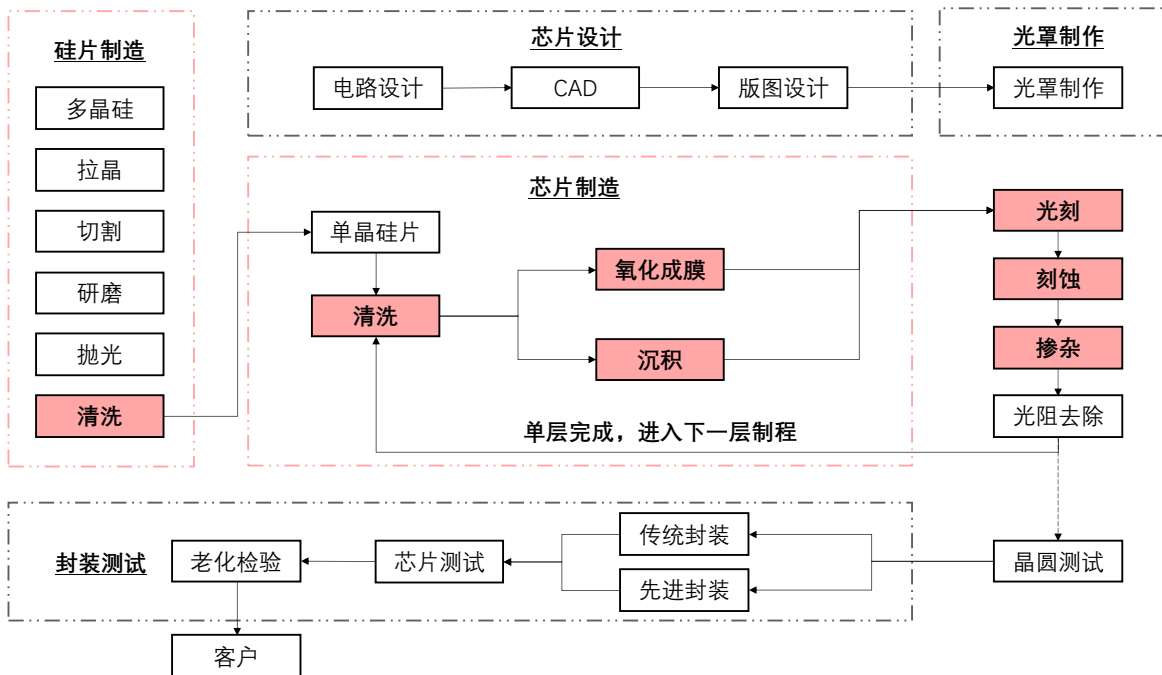 硅片制造
多晶硅
拉晶
切割
研磨
抛光
清洗
芯片设计
电路设计
CAD
版图设计
光罩制作
光罩制作
芯片制造
单晶硅片
清洗
氧化成膜
沉积
光刻
刻蚀
掺杂
光阻去除
单层完成，进入下一层制程
封装测试
老化检验
芯片测试
传统封装
先进封装
晶圆测试
客户